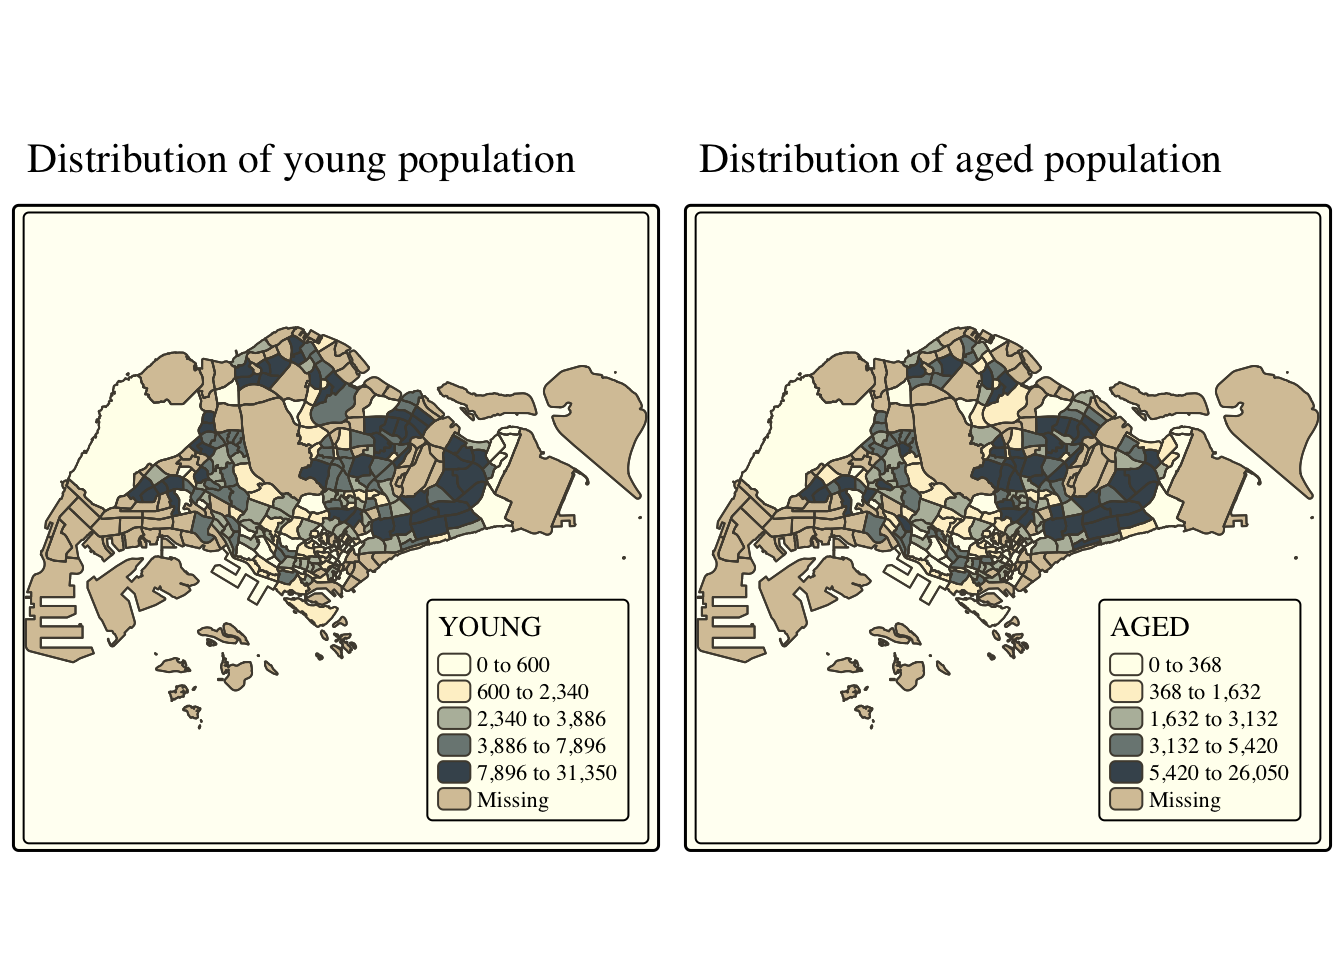 Distribution of young population
YOUNG
0 to 600
600 to 2,340
2,340 to 3,886
3,886 to 7,896
7,896 to 31,350
Missing
Distribution of aged population
AGED
0 to 368
368 to 1,632
1,632 to 3,132
3,132 to 5,420
5,420 to 26,050
Missing